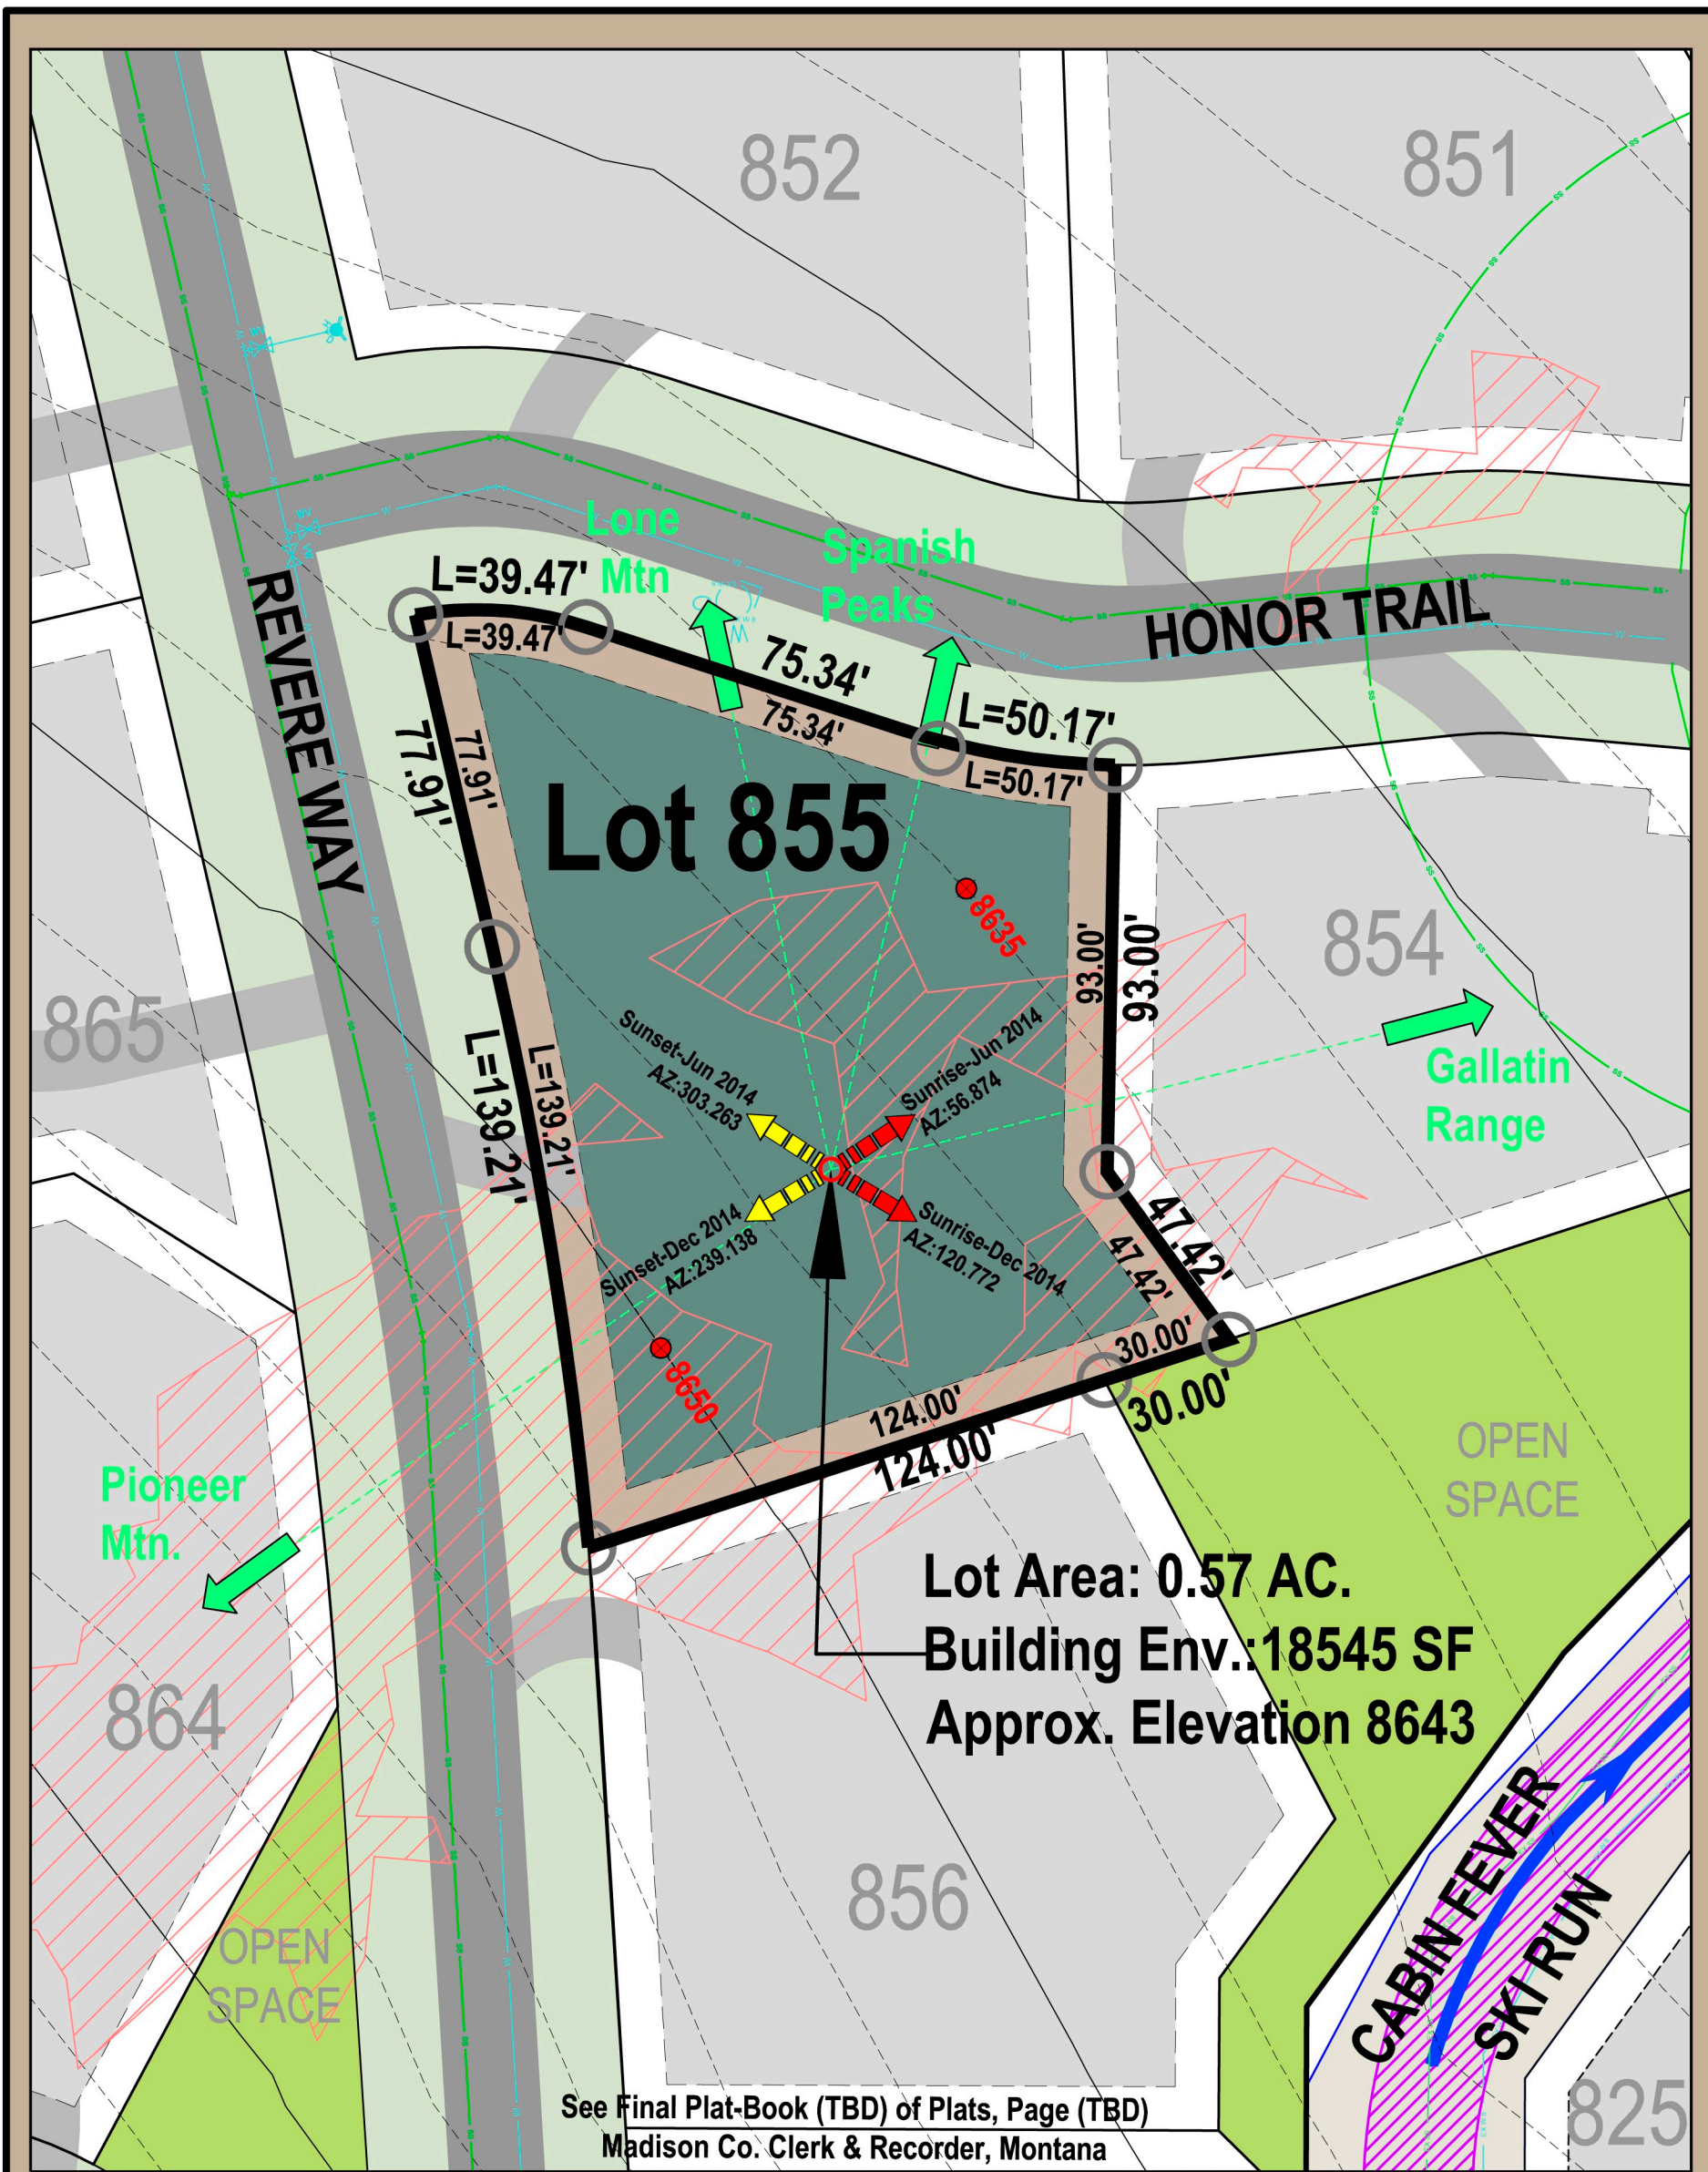 852
851
Lone
Mtn
Spanish
Peaks
L=39.47'
L=39.47'
HONOR TRAIL
REVERE WAY
75.34'
75.34'
L=50.17'
L=50.17'
77.91'
77.91'
Lot 855
8635
93.00'
93.00'
854
865
Gallatin
Range
L=139.21'
L=139.21'
Sunset-Jun 2014
AZ:303.263
Sunrise-Jun 2014
AZ:56.874
Sunset-Dec 2014
AZ:239.138
Sunrise-Dec 2014
AZ:120.772
47.42'
47.42'
8650
30.00'
30.00'
124.00'
124.00'
OPEN
SPACE
Pioneer
Mtn.
Lot Area: 0.57 AC.
Building Env.:18545 SF
Approx. Elevation 8643
864
856
OPEN
SPACE
CABIN FEVER
SKI RUN
825
See Final Plat-Book (TBD) of Plats, Page (TBD)
Madison Co. Clerk & Recorder, Montana